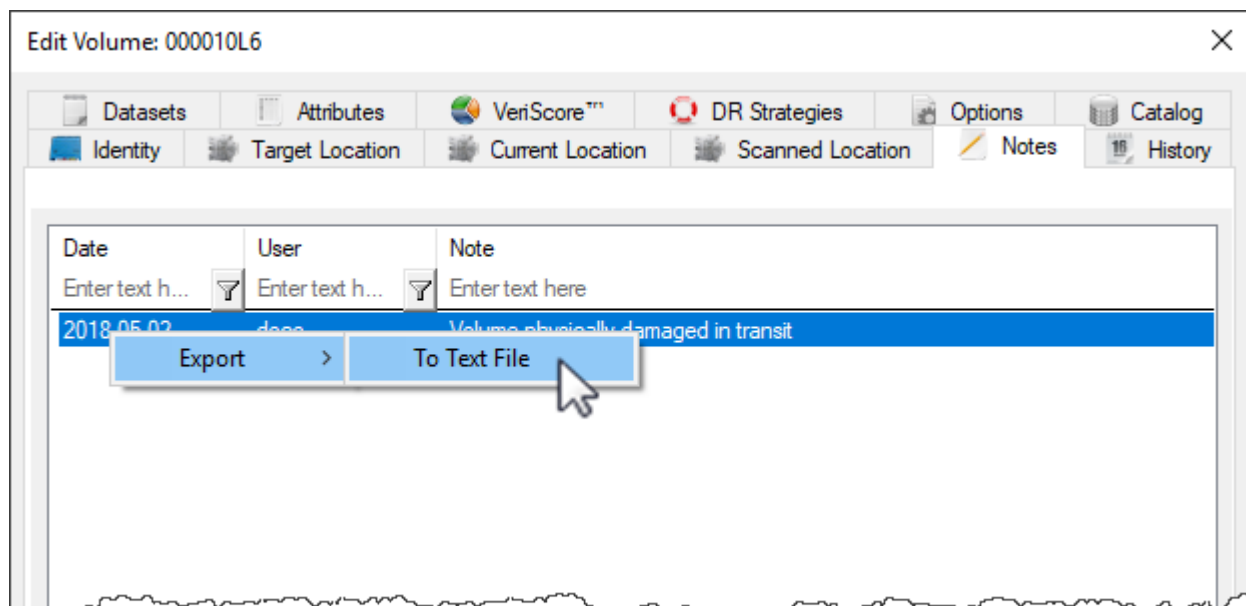 Edit Volume: 000010L6
Datasets Attributes VeriScore™ DR Strategies Options Catalog
Identity Target Location Current Location Scanned Location Notes History
Date User Note
Enter text h... Enter text h... Enter text here
2018-05-02 Volume physically damaged in transit
Export > To Text File